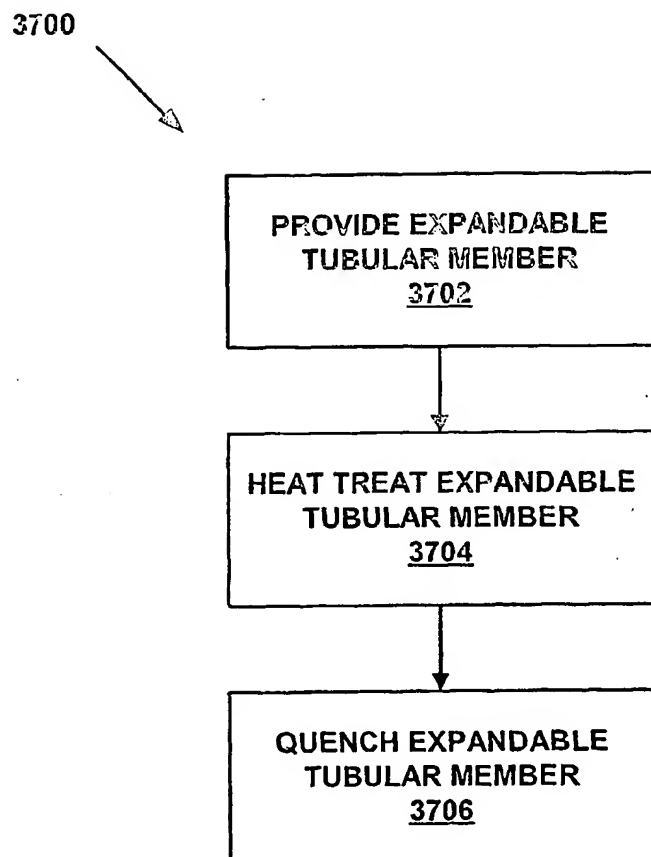 3700
PROVIDE EXPANDABLE
TUBULAR MEMBER
3702
HEAT TREAT EXPANDABLE
TUBULAR MEMBER
3704
QUENCH EXPANDABLE
TUBULAR MEMBER
3706